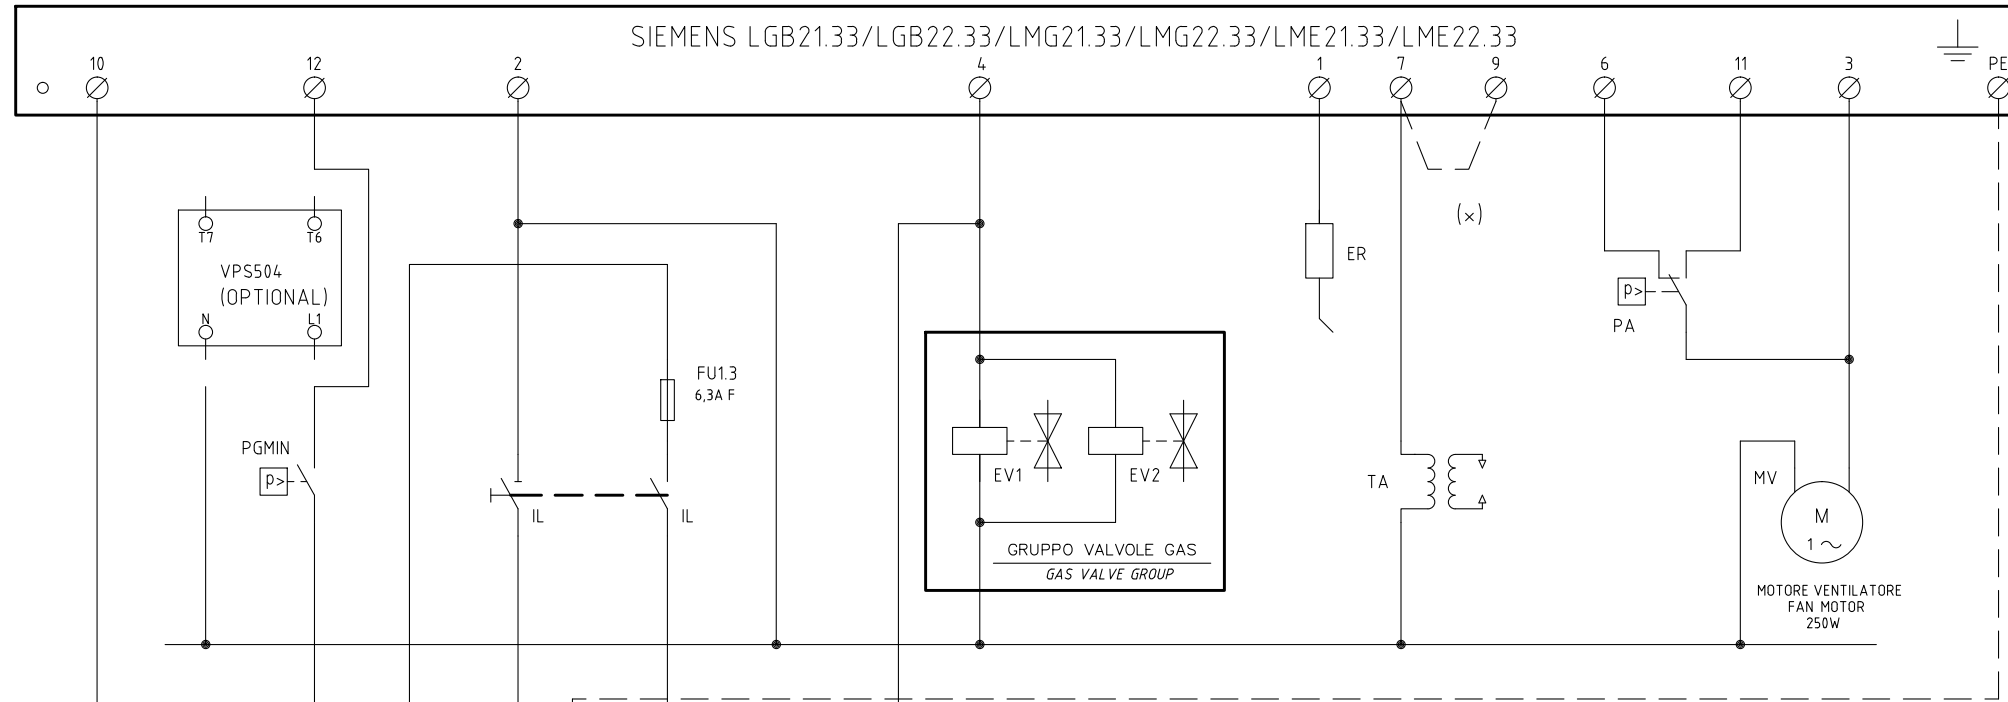 SIEMENS LGB21.33/LGB22.33/LMG21.33/LMG22.33/LME21.33/LME22.33
10
12
2
4
1
7
9
6
11
3
PE
T7
T6
VPS504
(OPTIONAL)
N
L1
(x)
ER
p>
PA
FU1.3
6,3A F
PGMIN
p>
IL
IL
EV1
EV2
GRUPPO VALVOLE GAS
GAS VALVE GROUP
TA
MV
M
1~
MOTORE VENTILATORE
FAN MOTOR
250W